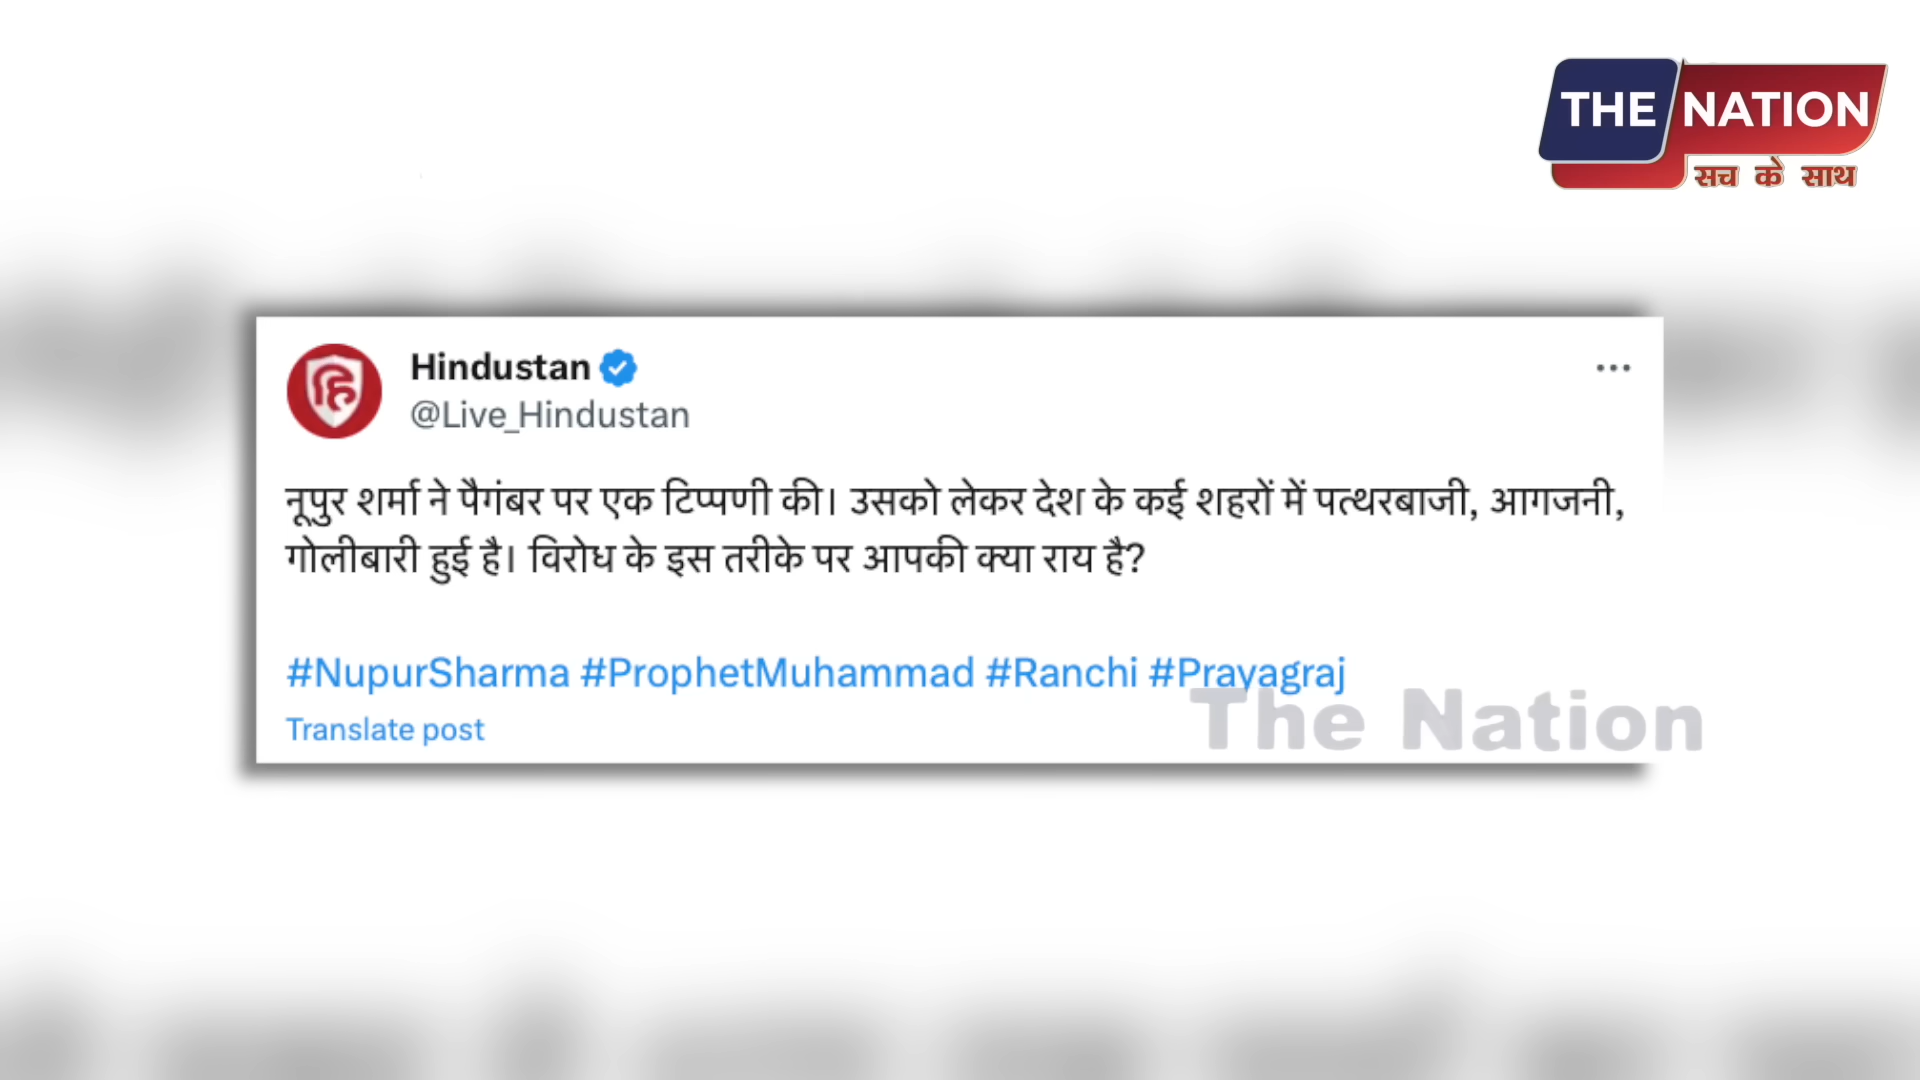 THE NATION
सच के साथ
Hindustan
@Live_Hindustan
नूपुर शर्मा ने पैगंबर पर एक टिप्पणी की। उसको लेकर देश के कई शहरों में पत्थरबाजी, आगजनी,
गोलीबारी हुई है। विरोध के इस तरीके पर आपकी क्या राय है?
#NupurSharma #ProphetMuhammad #Ranchi #Prayagraj
Translate post
The Nation